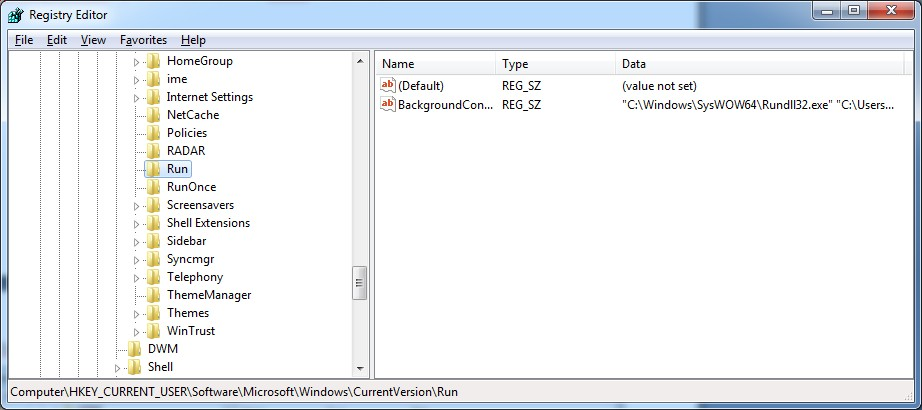 Registry Editor
File Edit View Favorites Help
HomeGroup
ime
Internet Settings
NetCache
Policies
RADAR
Run
RunOnce
Screensavers
Shell Extensions
Sidebar
Syncmgr
Telephony
ThemeManager
Themes
WinTrust
DWM
Shell
Name Type Data
ab (Default) REG_SZ (value not set)
ab BackgroundCon... REG_SZ "C:\Windows\SysWOW64\Rundll32.exe" "C:\Users...
Computer\HKEY_CURRENT_USER\Software\Microsoft\Windows\CurrentVersion\Run